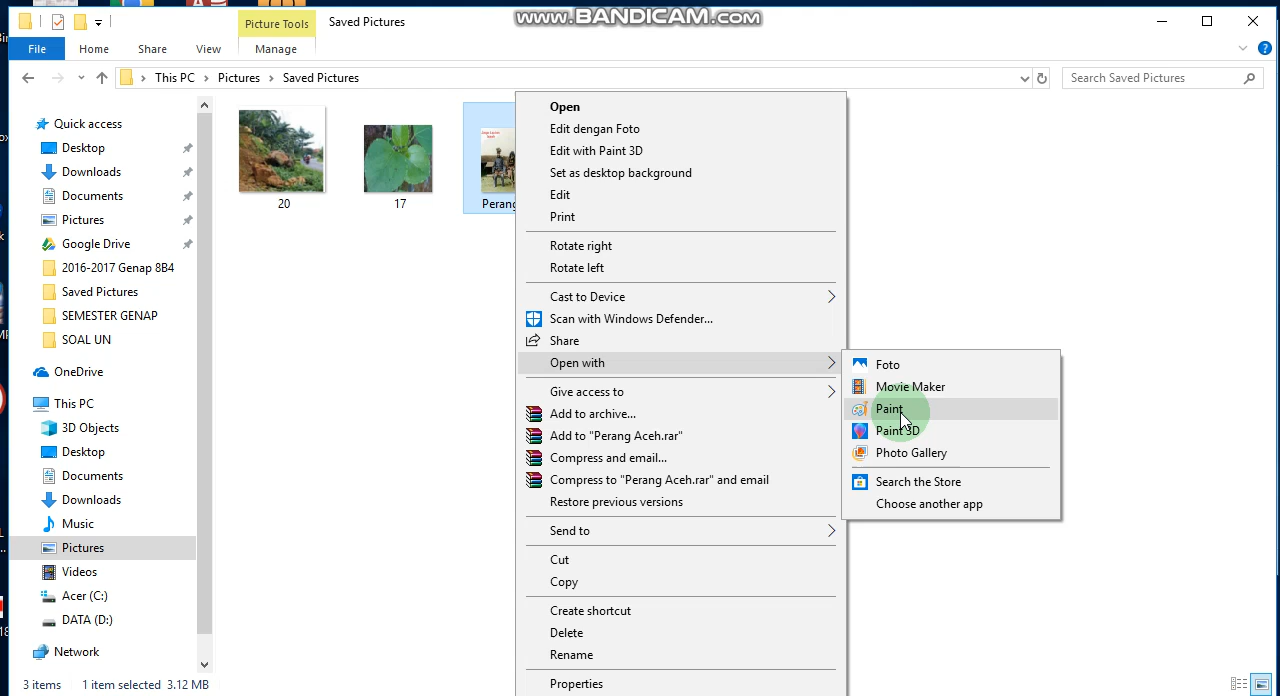 Picture Tools
Saved Pictures
www.BANDICAM.com
File
Home
Share
View
Manage
This PC
Pictures
Saved Pictures
Search Saved Pictures
Quick access
Desktop
Downloads
Documents
Pictures
Google Drive
2016-2017 Genap 8B4
Saved Pictures
SEMESTER GENAP
SOAL UN
OneDrive
This PC
3D Objects
Desktop
Documents
Downloads
Music
Pictures
Videos
Acer (C:)
DATA (D:)
Network
20
17
Perang
Open
Edit dengan Foto
Edit with Paint 3D
Set as desktop background
Edit
Print
Rotate right
Rotate left
Cast to Device
Scan with Windows Defender...
Share
Open with
Give access to
Add to archive...
Add to "Perang Aceh.rar"
Compress and email...
Compress to "Perang Aceh.rar" and email
Restore previous versions
Send to
Cut
Copy
Create shortcut
Delete
Rename
Properties
Foto
Movie Maker
Paint
Paint 3D
Photo Gallery
Search the Store
Choose another app
3 items
1 item selected 3.12 MB